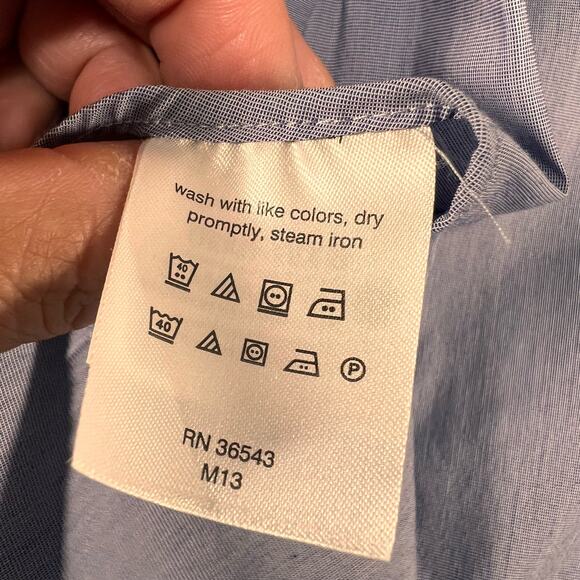 wash with like colors, dry
promptly, steam iron
40
40
P
RN 36543
M13